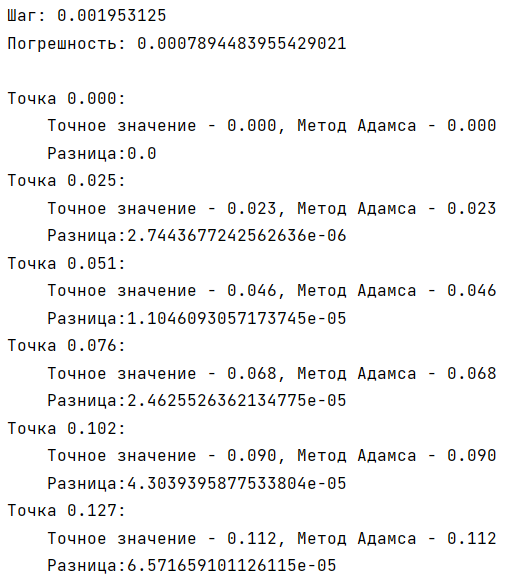 Шаг: 0.001953125
Погрешность: 0.0007894483955429021
Точка 0.000:
Точное значение - 0.000, Метод Адамса - 0.000
Разница:0.0
Точка 0.025:
Точное значение - 0.023, Метод Адамса - 0.023
Разница:2.7443677242562636e-06
Точка 0.051:
Точное значение - 0.046, Метод Адамса - 0.046
Разница:1.1046093057173745e-05
Точка 0.076:
Точное значение - 0.068, Метод Адамса - 0.068
Разница:2.4625526362134775e-05
Точка 0.102:
Точное значение - 0.090, Метод Адамса - 0.090
Разница:4.3039395877533804e-05
Точка 0.127:
Точное значение - 0.112, Метод Адамса - 0.112
Разница:6.571659101126115e-05